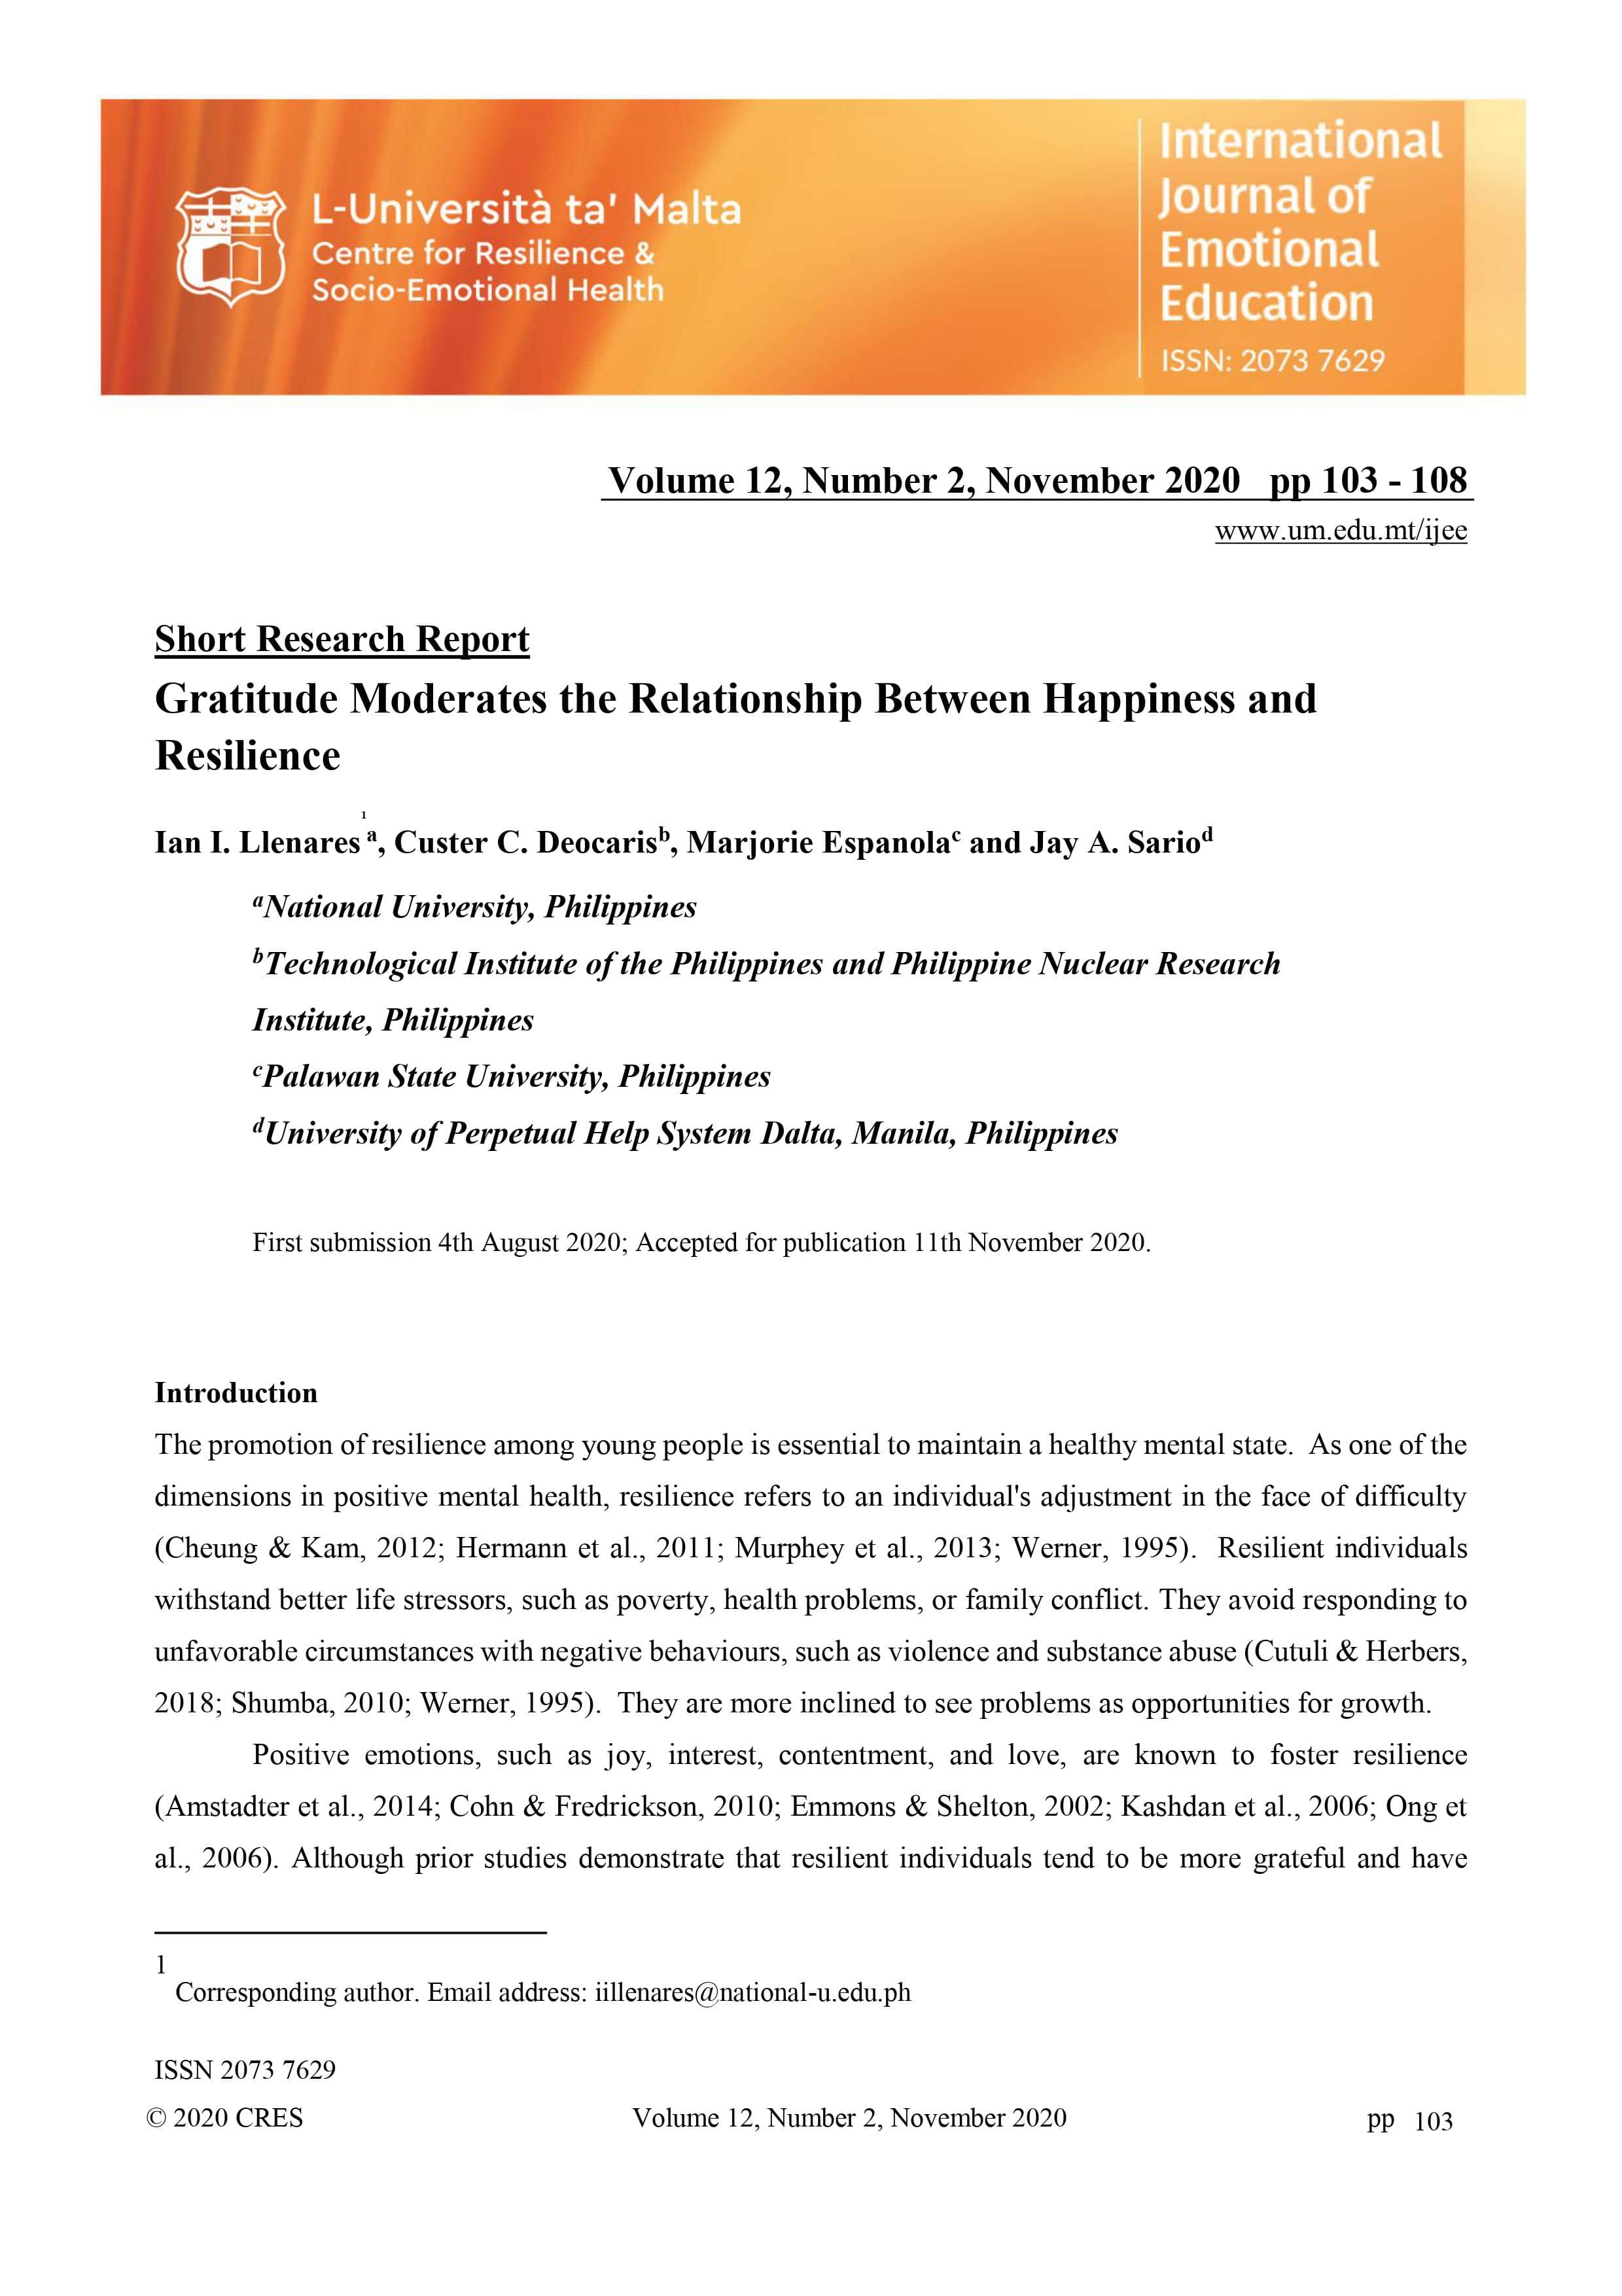 L-Università ta' Malta
Centre for Resilience &
Socio-Emotional Health
International
Journal of
Emotional
Education
ISSN: 2073 7629
Volume 12, Number 2, November 2020 pp 103 - 108
www.um.edu.mt/ijee
Short Research Report
Gratitude Moderates the Relationship Between Happiness and
Resilience
Ian I. Llenares 1 a, Custer C. Deocaris b, Marjorie Espanola c and Jay A. Sario d
a National University, Philippines
b Technological Institute of the Philippines and Philippine Nuclear Research
Institute, Philippines
c Palawan State University, Philippines
d University of Perpetual Help System Dalta, Manila, Philippines
First submission 4th August 2020; Accepted for publication 11th November 2020.
Introduction
The promotion of resilience among young people is essential to maintain a healthy mental state. As one of the
dimensions in positive mental health, resilience refers to an individual's adjustment in the face of difficulty
(Cheung & Kam, 2012; Hermann et al., 2011; Murphey et al., 2013; Werner, 1995). Resilient individuals
withstand better life stressors, such as poverty, health problems, or family conflict. They avoid responding to
unfavorable circumstances with negative behaviours, such as violence and substance abuse (Cutuli & Herbers,
2018; Shumba, 2010; Werner, 1995). They are more inclined to see problems as opportunities for growth.
Positive emotions, such as joy, interest, contentment, and love, are known to foster resilience
(Amstadter et al., 2014; Cohn & Fredrickson, 2010; Emmons & Shelton, 2002; Kashdan et al., 2006; Ong et
al., 2006). Although prior studies demonstrate that resilient individuals tend to be more grateful and have
1
Corresponding author. Email address: iillenares@national-u.edu.ph
ISSN 2073 7629
© 2020 CRES Volume 12, Number 2, November 2020 pp 103